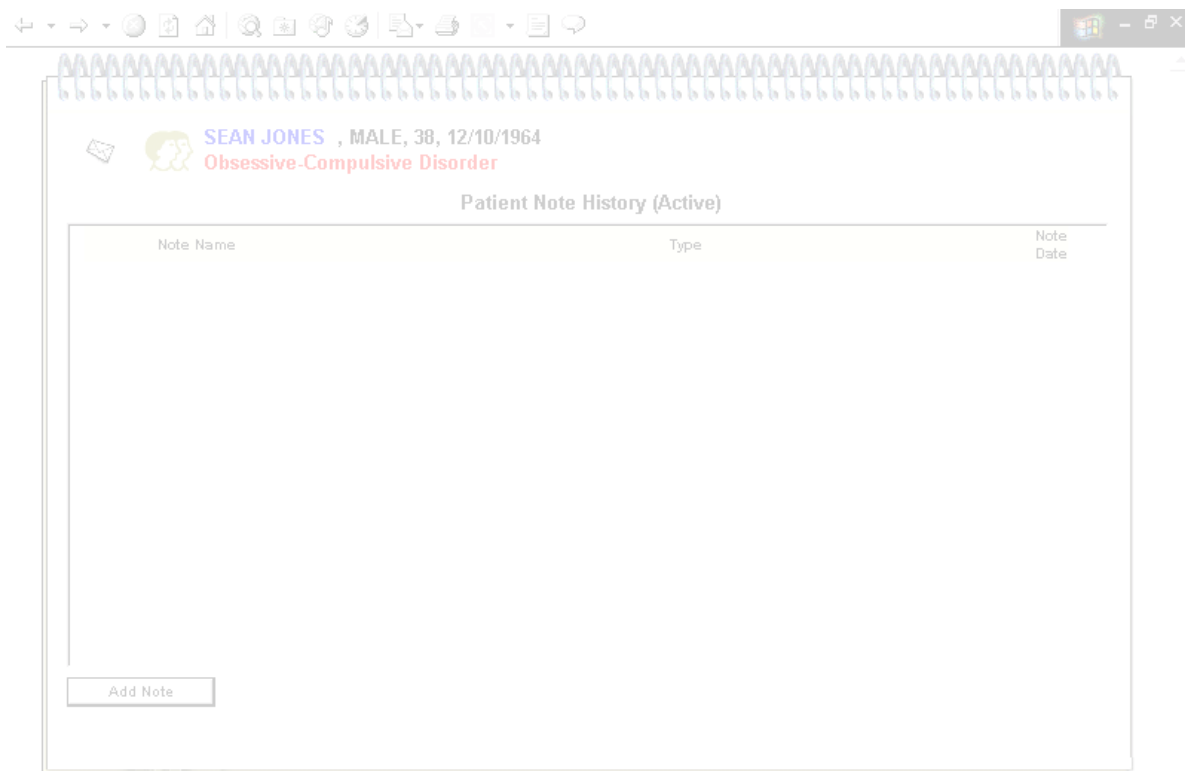 SEAN JONES , MALE, 38, 12/10/1964
Obsessive-Compulsive Disorder
Patient Note History (Active)
Note Name Type Note Date
Add Note